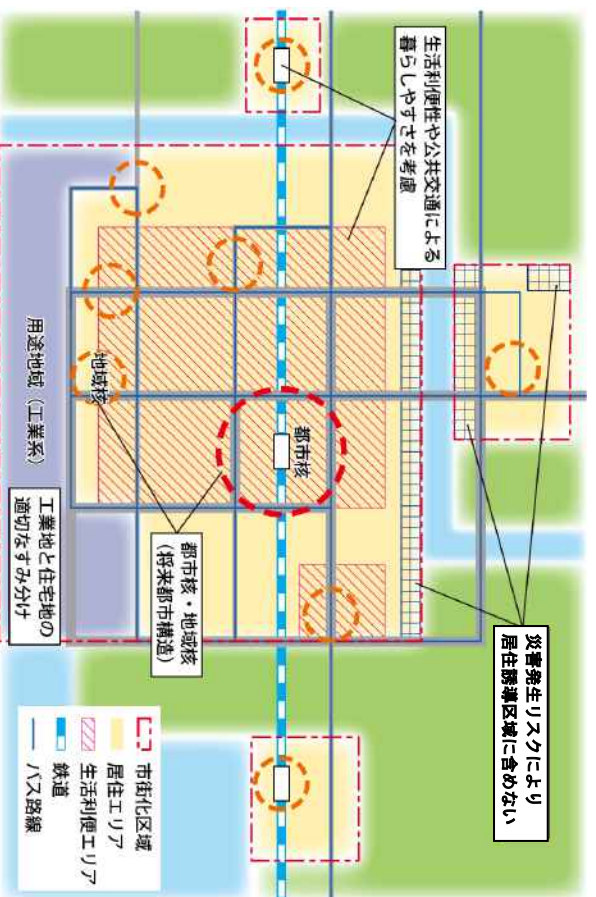 生活利便性や公共交通による
暮らしやすさを考慮
災害発生リスクにより
居住誘導区域に含めない
都市核
地域核
都市核・地域核
(将来都市構造)
用途地域(工業系)
工業地と住宅地の
適切なすみ分け
市街化区域
居住エリア
生活利便エリア
鉄道
バス路線